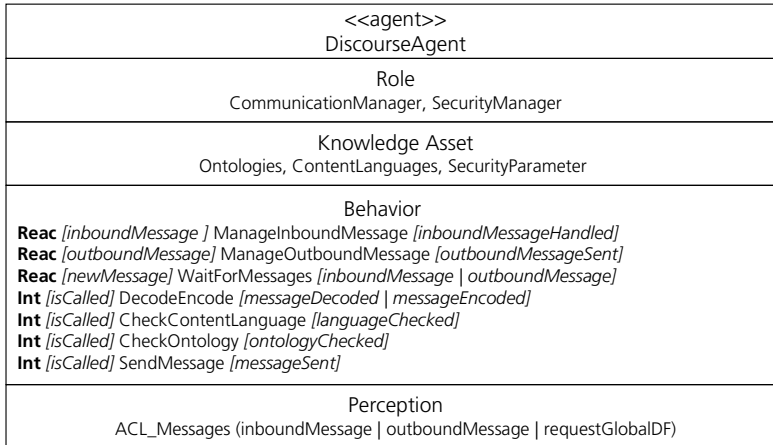 <<agent>>
DiscourseAgent
Role
CommunicationManager, SecurityManager
Knowledge Asset
Ontologies, ContentLanguages, SecurityParameter
Behavior
Reac [inboundMessage ] ManageInboundMessage [inboundMessageHandled]
Reac [outboundMessage] ManageOutboundMessage [outboundMessageSent]
Reac [newMessage] WaitForMessages [inboundMessage | outboundMessage]
Int [isCalled] DecodeEncode [messageDecoded | messageEncoded]
Int [isCalled] CheckContentLanguage [languageChecked]
Int [isCalled] CheckOntology [ontologyChecked]
Int [isCalled] SendMessage [messageSent]
Perception
ACL_Messages (inboundMessage | outboundMessage | requestGlobalDF)